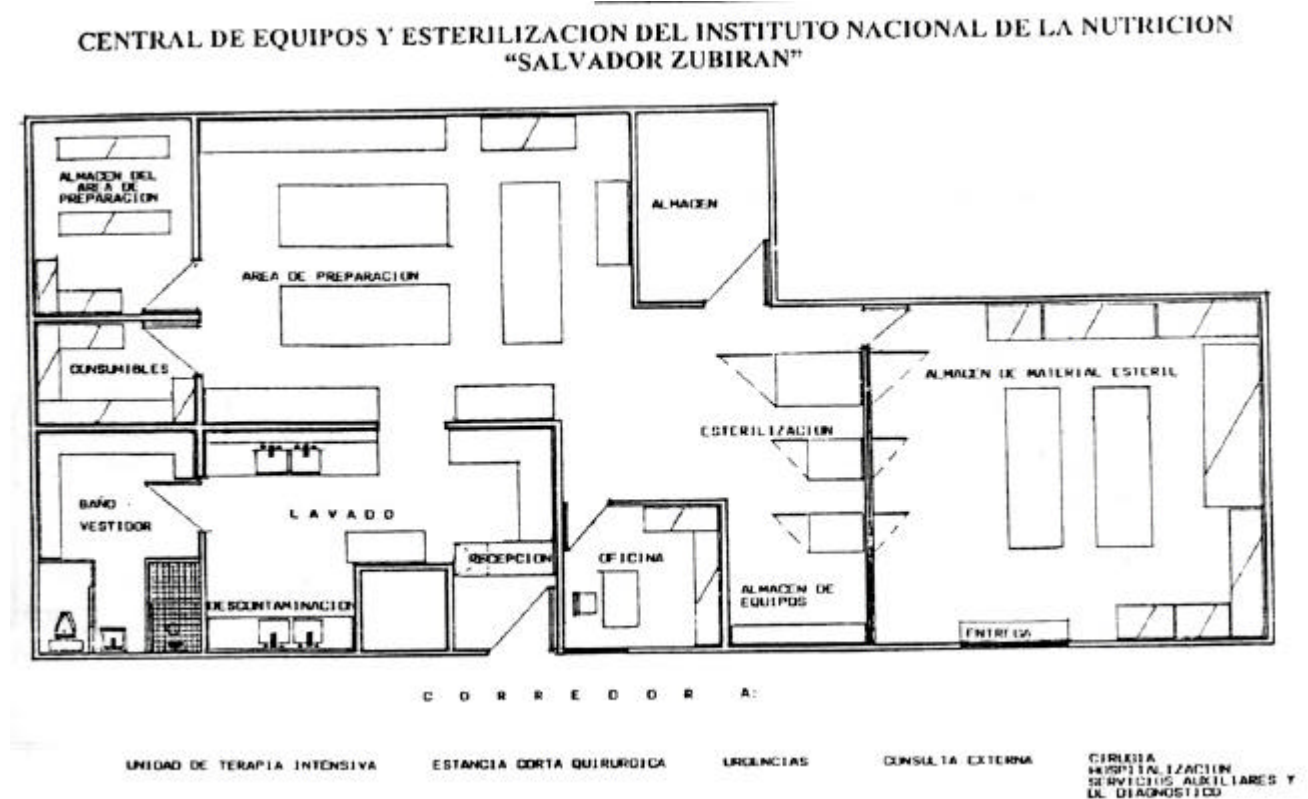 CENTRAL DE EQUIPOS Y ESTERILIZACION DEL INSTITUTO NACIONAL DE LA NUTRICION
“SALVADOR ZUBIRAN”
ALMACEN DEL
AREA DE
PREPARACION
ALMACEN
AREA DE PREPARACION
CONSUMIBLES
ALMACEN DE MATERIAL ESTERIL
ESTERILIZACION
BAÑO
VESTIDOR
L A V A D O
RECEPCION
OFICINA
DESCONTAMINACION
ALMACEN DE
EQUIPOS
ENTREGA
C O R R E D O R A:
UNIDAD DE TERAPIA INTENSIVA
ESTANCIA CORTA QUIRURGICA
URGENCIAS
CONSULTA EXTERNA
CIRUGIA
HOSPITALIZACION
SERVICIOS AUXILIARES Y
DE DIAGNOSTICO